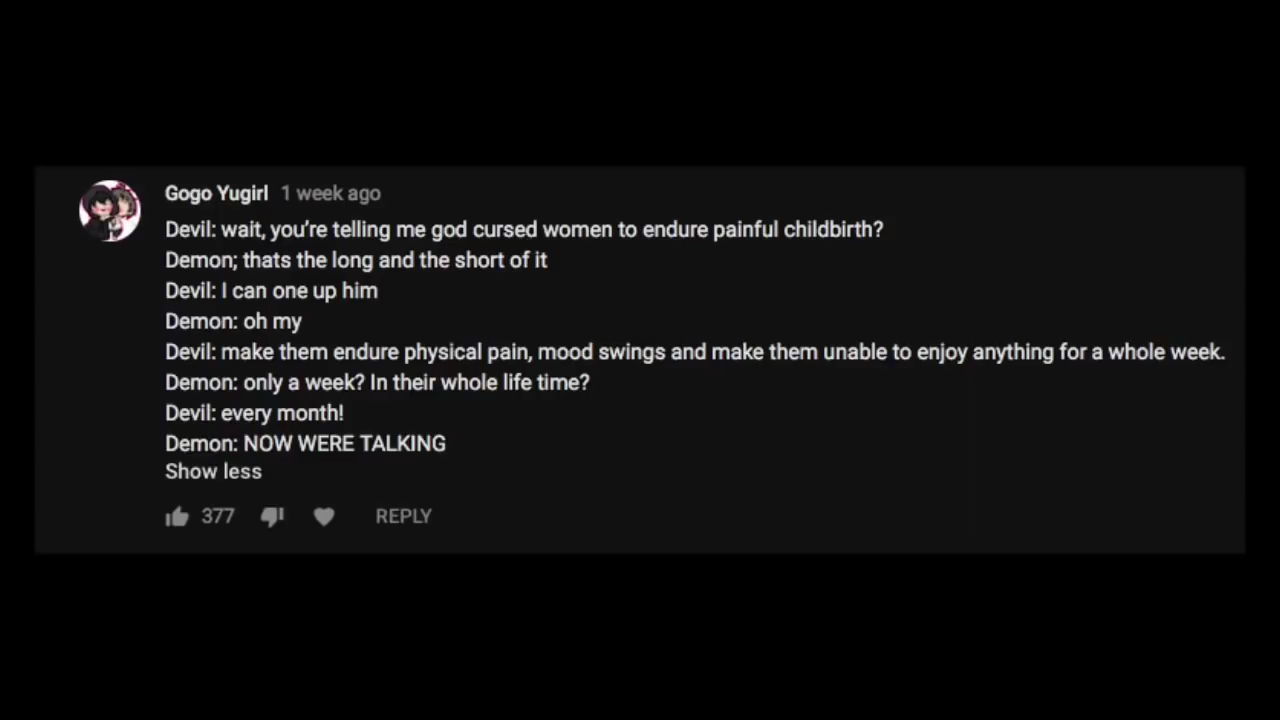 Gogo Yugirl 1 week ago
Devil: wait, you're telling me god cursed women to endure painful childbirth?
Demon; thats the long and the short of it
Devil: I can one up him
Demon: oh my
Devil: make them endure physical pain, mood swings and make them unable to enjoy anything for a whole week.
Demon: only a week? In their whole life time?
Devil: every month!
Demon: NOW WERE TALKING
Show less
377 REPLY